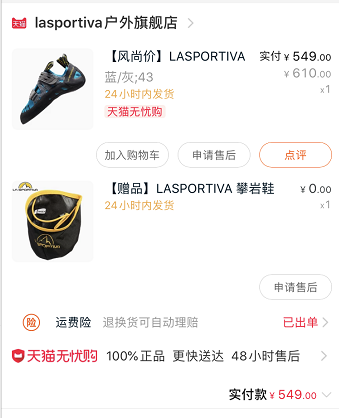 天猫 lasportiva户外旗舰店 >
【风尚价】LASPORTIVA 实付 ¥ 549.00
蓝/灰;43 ¥ 610.00
24小时内发货 x1
天猫无忧购
加入购物车 申请售后 点评
LA SPORTIVA
【赠品】LASPORTIVA 攀岩鞋 ¥ 0.00
24小时内发货 x1
LA SPORTIVA
申请售后
险 运费险 退换货可自动理赔 已出单 >
天猫无忧购 100%正品 更快送达 48小时售后 >
实付款 ¥ 549.00